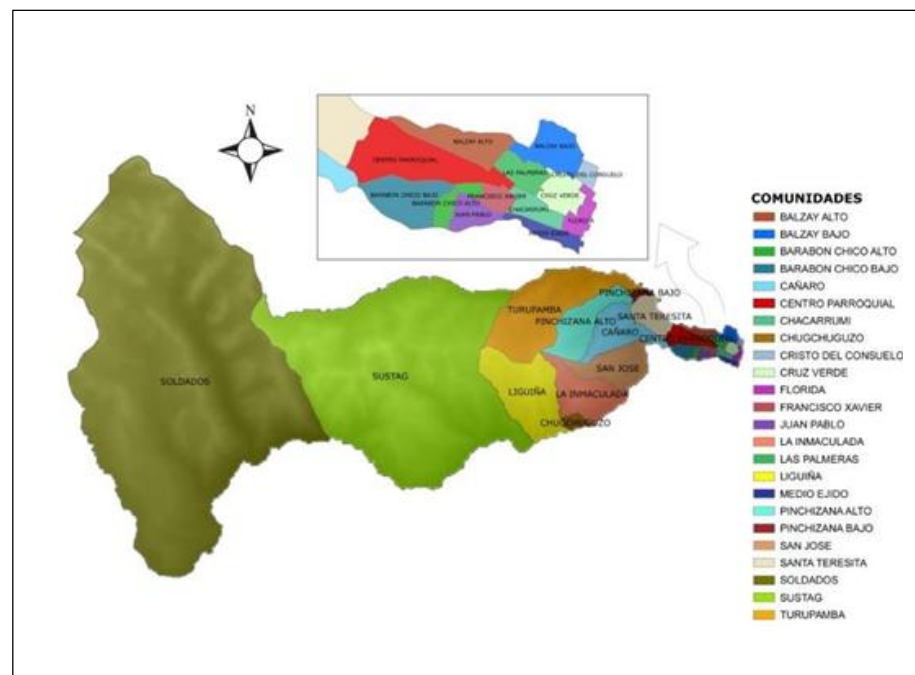 N
BALZAY ALTO
BALZAY BAJO
CENTRO PARROQUIAL
LAS PALMERAS
CRISTO DEL CONSUELO
BARABON CHICO BAJO
FRANCISCO XAVIER
CRUZ VERDE
BARABON CHICO ALTO
JUAN PABLO
CHACARRUMI
FLORIDA
MEDIO EJIDO
PINCHIZANA BAJO
TURUPAMBA
SANTA TERESITA
PINCHIZANA ALTO
CAÑARO
SAN JOSE
SUSTAG
SOLDADOS
LIGUIÑA
LA INMACULADA
CHUGCHUGUZO
COMUNIDADES
BALZAY ALTO
BALZAY BAJO
BARABON CHICO ALTO
BARABON CHICO BAJO
CAÑARO
CENTRO PARROQUIAL
CHACARRUMI
CHUGCHUGUZO
CRISTO DEL CONSUELO
CRUZ VERDE
FLORIDA
FRANCISCO XAVIER
JUAN PABLO
LA INMACULADA
LAS PALMERAS
LIGUIÑA
MEDIO EJIDO
PINCHIZANA ALTO
PINCHIZANA BAJO
SAN JOSE
SANTA TERESITA
SOLDADOS
SUSTAG
TURUPAMBA